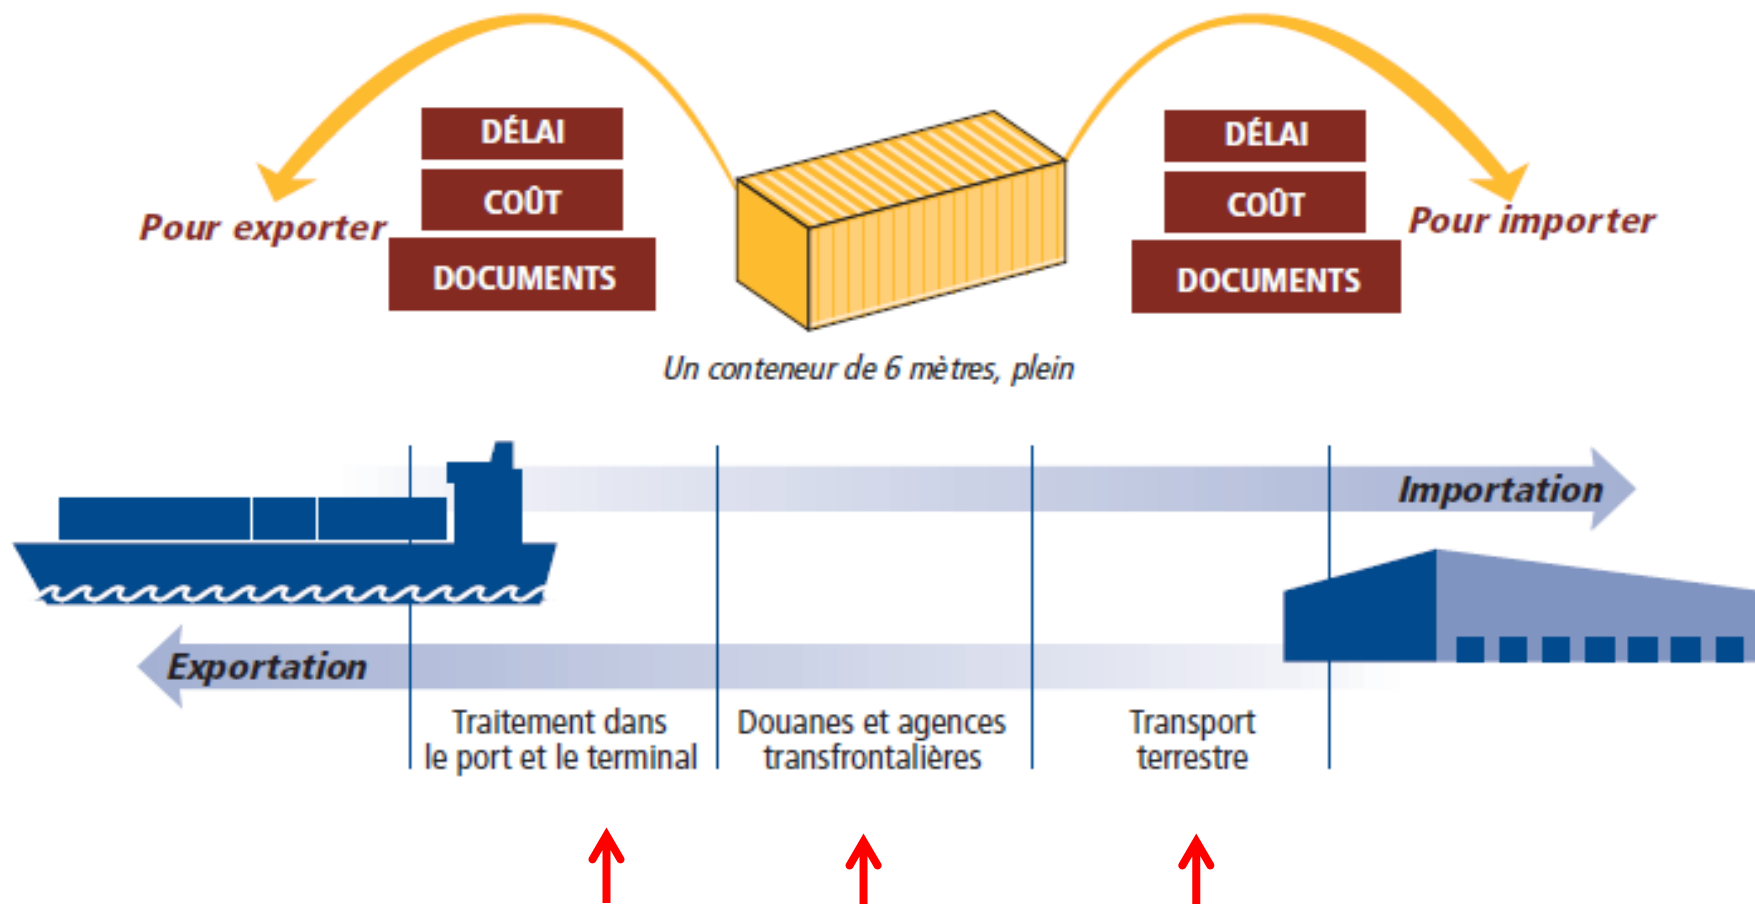 DÉLAI
COÛT
DOCUMENTS
Pour exporter
DÉLAI
COÛT
DOCUMENTS
Pour importer
Un conteneur de 6 mètres, plein
Importation
Exportation
Traitement dans
le port et le terminal
Douanes et agences
transfrontalières
Transport
terrestre